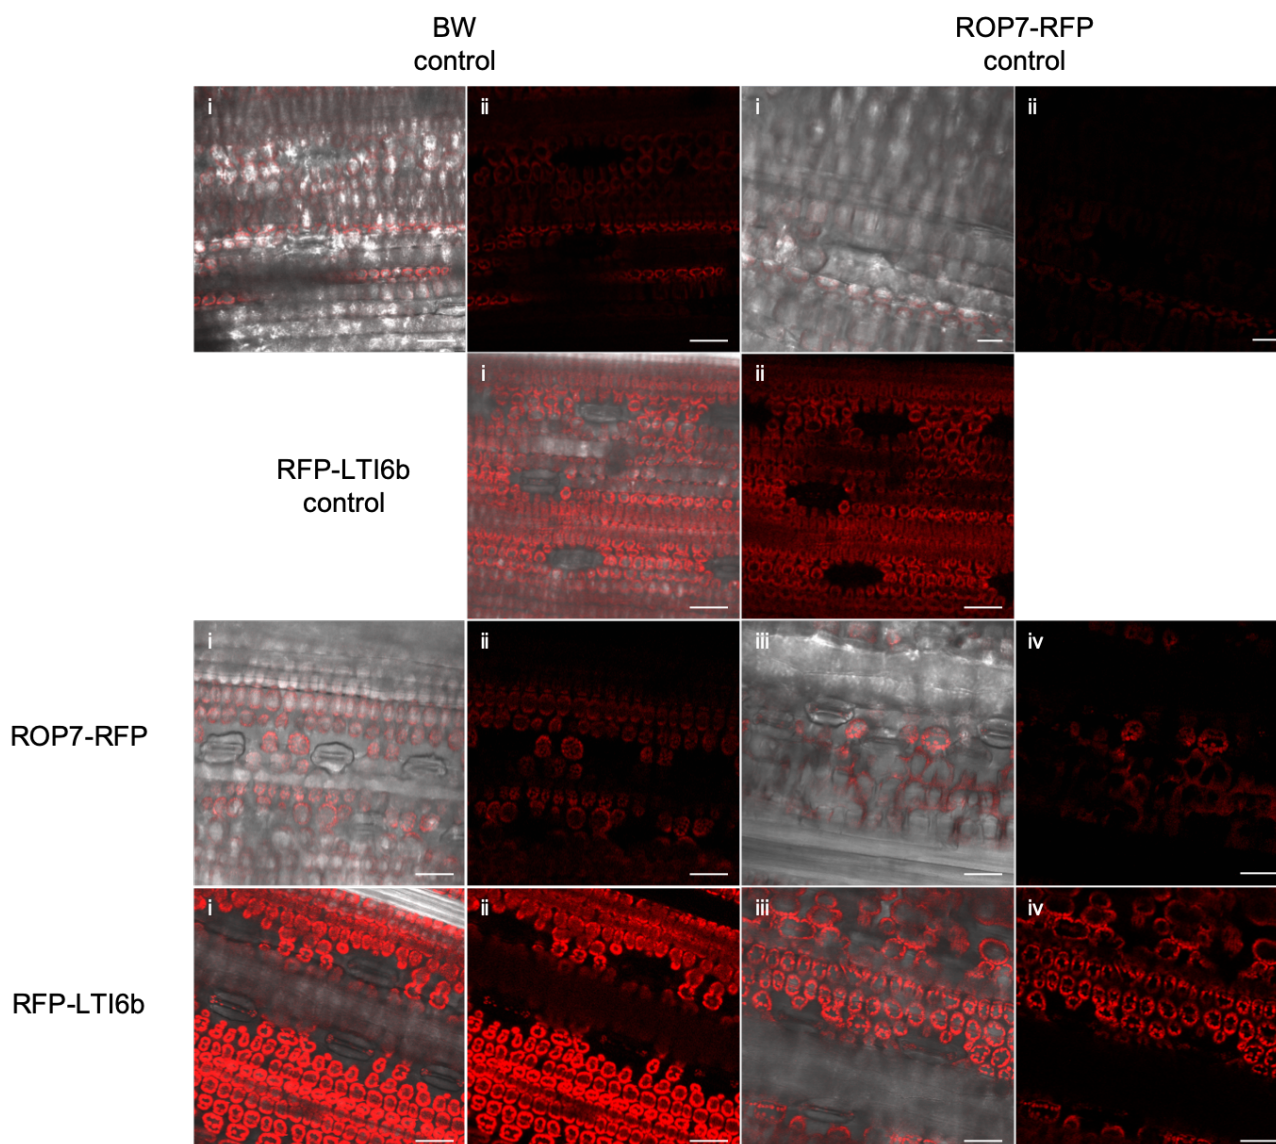 BW
control
ROP7-RFP
control
i
ii
i
ii
RFP-LTI6b
control
i
ii
ROP7-RFP
i
ii
iii
iv
RFP-LTI6b
i
ii
iii
iv